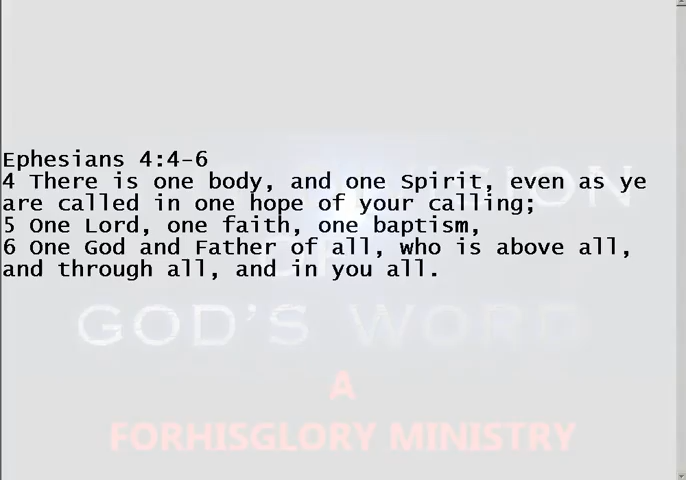 Ephesians 4:4-6
4 There is one body, and one Spirit, even as ye
are called in one hope of your calling;
5 One Lord, one faith, one baptism,
6 One God and Father of all, who is above all,
and through all, and in you all.
GOD'S WORD
A
FORHISGLORY MINISTRY